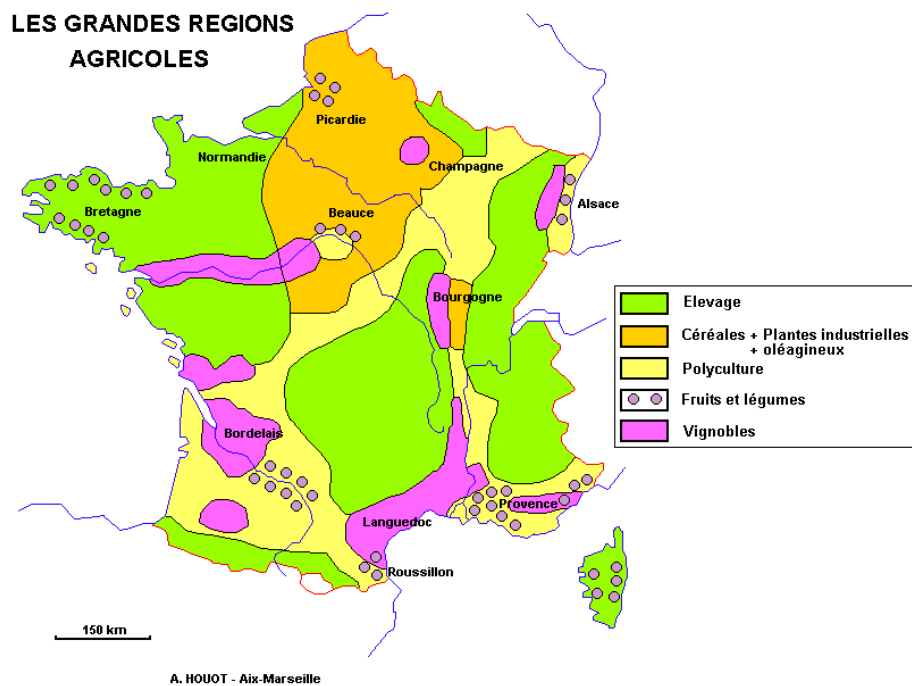 LES GRANDES REGIONS
AGRICOLES
Picardie
Normandie
Champagne
Bretagne
Beauce
Alsace
Bourgogne
Elevage
Céréales + Plantes industrielles
+ oléagineux
Polyculture
Fruits et légumes
Vignobles
Bordelais
Provence
Languedoc
Roussillon
150 km
A. HOUOT - Aix-Marseille